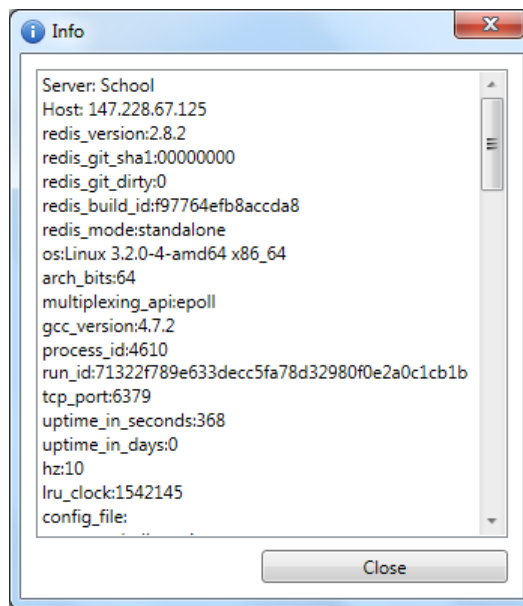 Info
Server: School
Host: 147.228.67.125
redis_version:2.8.2
redis_git_sha1:00000000
redis_git_dirty:0
redis_build_id:f97764efb8accda8
redis_mode:standalone
os:Linux 3.2.0-4-amd64 x86_64
arch_bits:64
multiplexing_api:epoll
gcc_version:4.7.2
process_id:4610
run_id:71322f789e633decc5fa78d32980f0e2a0c1cb1b
tcp_port:6379
uptime_in_seconds:368
uptime_in_days:0
hz:10
lru_clock:1542145
config_file:
Close